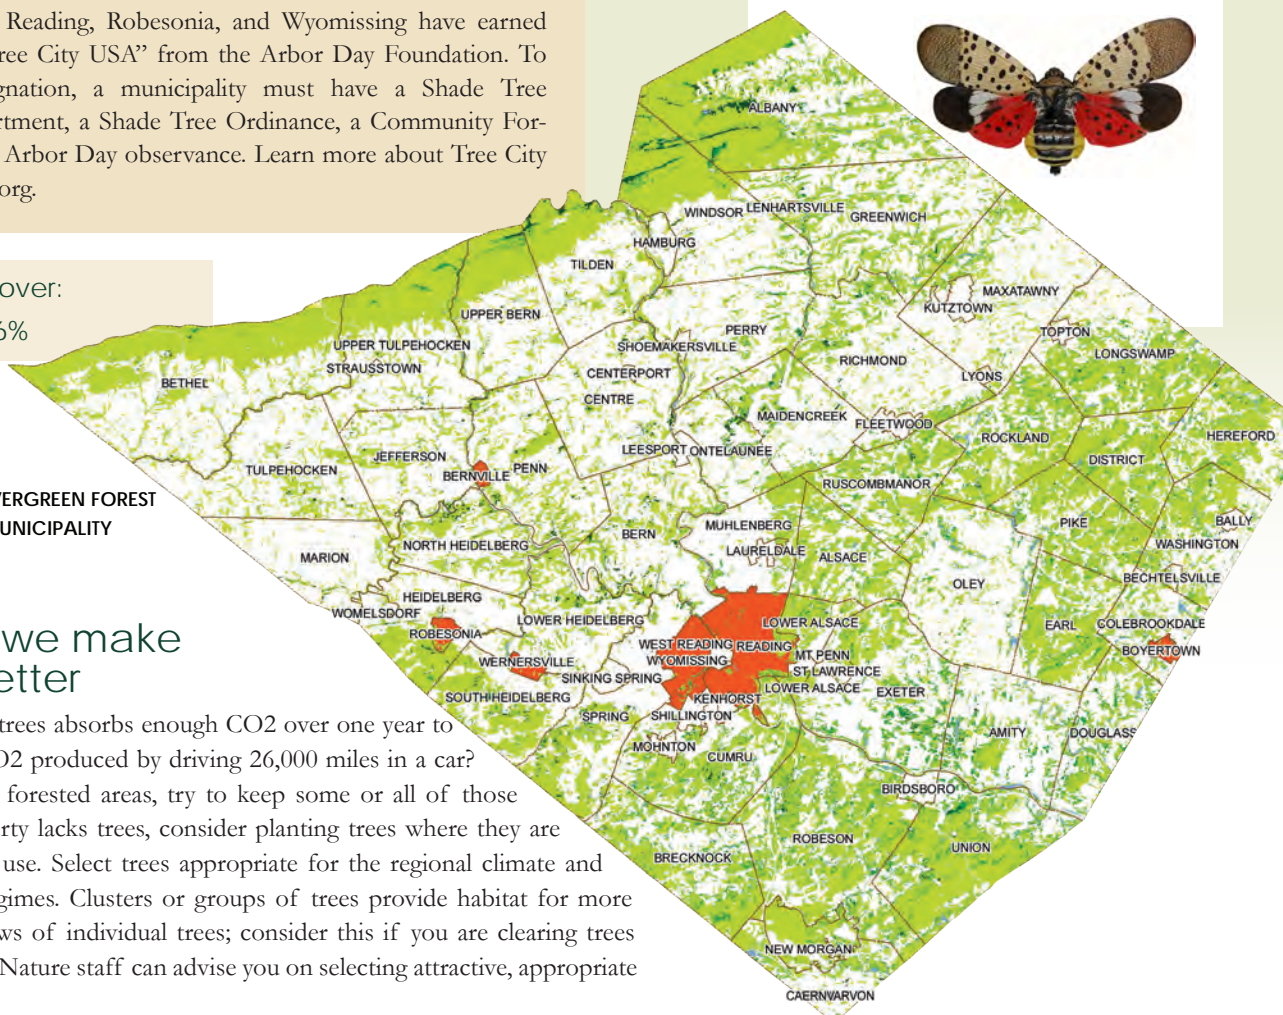 Reading, Robesonia, and Wyomissing have earned
ree City USA” from the Arbor Day Foundation. To
gnation, a municipality must have a Shade Tree
rtment, a Shade Tree Ordinance, a Community For-
Arbor Day observance. Learn more about Tree City
org.
over:
6%
VERGREEN FOREST
UNICIPALITY
we make
etter
trees absorbs enough CO2 over one year to
O2 produced by driving 26,000 miles in a car?
forested areas, try to keep some or all of those
rty lacks trees, consider planting trees where they are
use. Select trees appropriate for the regional climate and
gimes. Clusters or groups of trees provide habitat for more
ws of individual trees; consider this if you are clearing trees
Nature staff can advise you on selecting attractive, appropriate
ALBANY
WINDSOR
LENHARTSVILLE
GREENWICH
HAMBURG
TILDEN
MAXATAWNY
KUTZTOWN
UPPER BERN
PERRY
TOPTON
UPPER TULPEHOCKEN
SHOEMAKERSVILLE
LONGSWAMP
STRAUSSTOWN
RICHMOND
BETHEL
CENTERPORT
LYONS
CENTRE
MAIDENCREEK
FLEETWOOD
ROCKLAND
HEREFORD
LEESPORT
ONTELAUNEE
JEFFERSON
DISTRICT
TULPEHOCKEN
BERNVILLE
PENN
RUSCOMBMANOR
PIKE
BALLY
MUHLENBERG
BERN
NORTH HEIDELBERG
WASHINGTON
LAURELDALE
ALSACE
MARION
OLEY
BECHTELSVILLE
HEIDELBERG
WOMELSDORF
LOWER HEIDELBERG
LOWER ALSACE
EARL
COLEBROOKDALE
ROBESONIA
WEST READING
READING
BOYERTOWN
MT PENN
WERNERSVILLE
WYOMISSING
ST LAWRENCE
SINKING SPRING
LOWER ALSACE
EXETER
SOUTH HEIDELBERG
KENHORST
SPRING
SHILLINGTON
AMITY
DOUGLASS
MOHNTON
CUMRU
BIRDSBORO
ROBESON
UNION
BRECKNOCK
NEW MORGAN
CAERNARVON